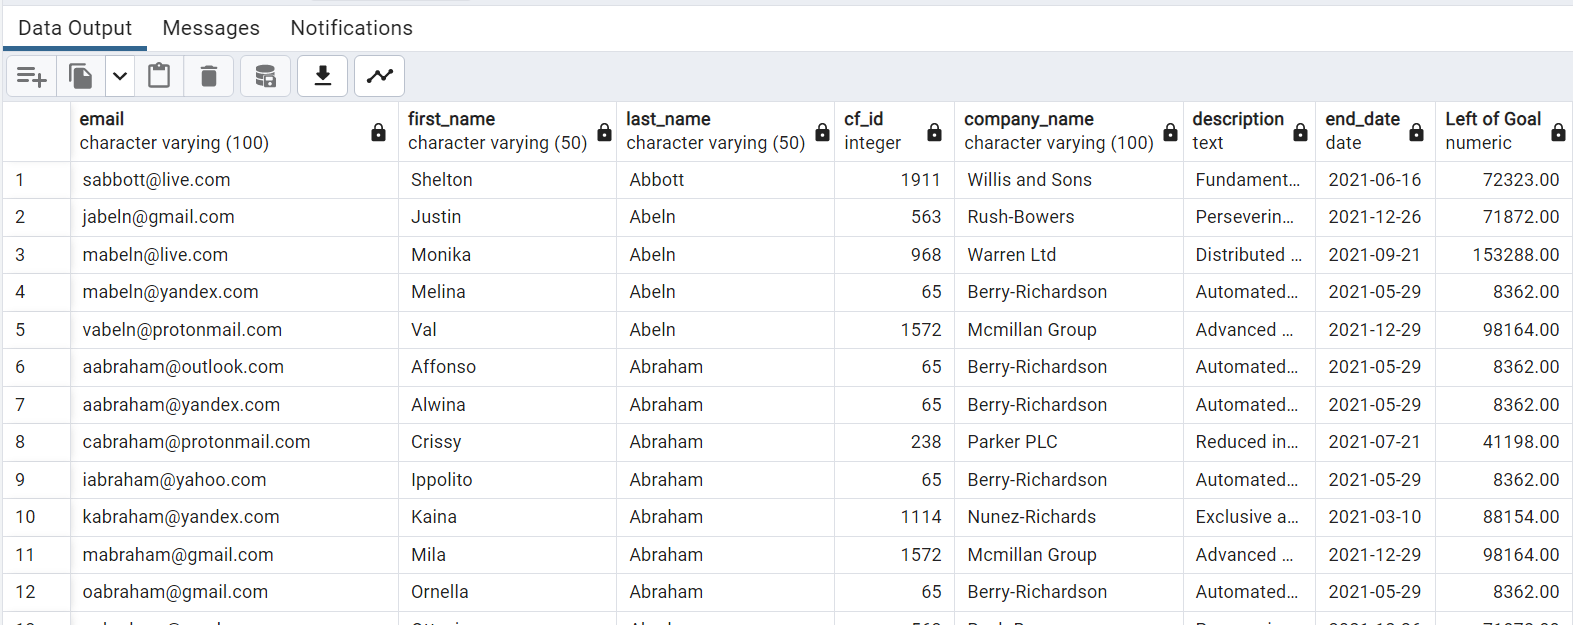 Data Output Messages Notifications
email first_name last_name cf_id company_name description end_date Left of Goal
character varying (100) character varying (50) character varying (50) integer character varying (100) text date numeric
1 sabbott@live.com Shelton Abbott 1911 Willis and Sons Fundament... 2021-06-16 72323.00
2 jabeln@gmail.com Justin Abeln 563 Rush-Bowers Perseverin... 2021-12-26 71872.00
3 mabeln@live.com Monika Abeln 968 Warren Ltd Distributed ... 2021-09-21 153288.00
4 mabeln@yandex.com Melina Abeln 65 Berry-Richardson Automated... 2021-05-29 8362.00
5 vabeln@protonmail.com Val Abeln 1572 Mcmillan Group Advanced ... 2021-12-29 98164.00
6 aabraham@outlook.com Affonso Abraham 65 Berry-Richardson Automated... 2021-05-29 8362.00
7 aabraham@yandex.com Alwina Abraham 65 Berry-Richardson Automated... 2021-05-29 8362.00
8 cabraham@protonmail.com Crissy Abraham 238 Parker PLC Reduced in... 2021-07-21 41198.00
9 iabraham@yahoo.com Ippolito Abraham 65 Berry-Richardson Automated... 2021-05-29 8362.00
10 kabraham@yandex.com Kaina Abraham 1114 Nunez-Richards Exclusive a... 2021-03-10 88154.00
11 mabraham@gmail.com Mila Abraham 1572 Mcmillan Group Advanced ... 2021-12-29 98164.00
12 oabraham@gmail.com Ornella Abraham 65 Berry-Richardson Automated... 2021-05-29 8362.00